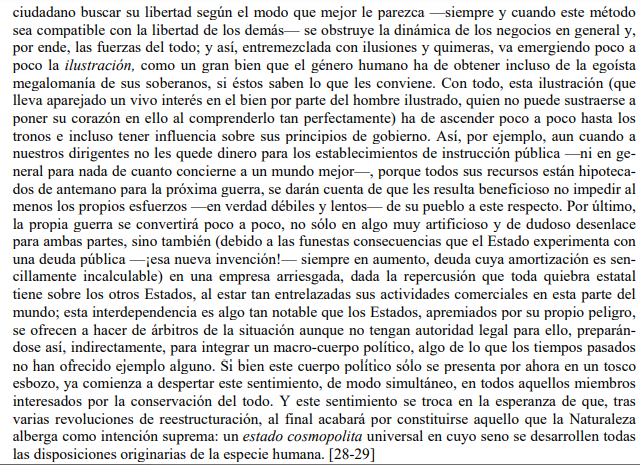 ciudadano buscar su libertad según el modo que mejor le parezca —siempre y cuando este método
sea compatible con la libertad de los demás— se obstruye la dinámica de los negocios en general y,
por ende, las fuerzas del todo; y así, entremezclada con ilusiones y quimeras, va emergiendo poco a
poco la ilustración, como un gran bien que el género humano ha de obtener incluso de la egoísta
megalomanía de sus soberanos, si éstos saben lo que les conviene. Con todo, esta ilustración (que
lleva aparejado un vivo interés en el bien por parte del hombre ilustrado, quien no puede sustraerse a
poner su corazón en ello al comprenderlo tan perfectamente) ha de ascender poco a poco hasta los
tronos e incluso tener influencia sobre sus principios de gobierno. Así, por ejemplo, aun cuando a
nuestros dirigentes no les quede dinero para los establecimientos de instrucción pública —ni en ge-
neral para nada de cuanto concierne a un mundo mejor—, porque todos sus recursos están hipoteca-
dos de antemano para la próxima guerra, se darán cuenta de que les resulta beneficioso no impedir al
menos los propios esfuerzos —en verdad débiles y lentos— de su pueblo a este respecto. Por último,
la propia guerra se convertirá poco a poco, no sólo en algo muy artificioso y de dudoso desenlace
para ambas partes, sino también (debido a las funestas consecuencias que el Estado experimenta con
una deuda pública —¡esa nueva invención!— siempre en aumento, deuda cuya amortización es sen-
cillamente incalculable) en una empresa arriesgada, dada la repercusión que toda quiebra estatal
tiene sobre los otros Estados, al estar tan entrelazadas sus actividades comerciales en esta parte del
mundo; esta interdependencia es algo tan notable que los Estados, apremiados por su propio peligro,
se ofrecen a hacer de árbitros de la situación aunque no tengan autoridad legal para ello, preparán-
dose así, indirectamente, para integrar un macro-cuerpo político, algo de lo que los tiempos pasados
no han ofrecido ejemplo alguno. Si bien este cuerpo político sólo se presenta por ahora en un tosco
esbozo, ya comienza a despertar este sentimiento, de modo simultáneo, en todos aquellos miembros
interesados por la conservación del todo. Y este sentimiento se troca en la esperanza de que, tras
varias revoluciones de reestructuración, al final acabará por constituirse aquello que la Naturaleza
alberga como intención suprema: un estado cosmopolita universal en cuyo seno se desarrollen todas
las disposiciones originarias de la especie humana. [28-29]